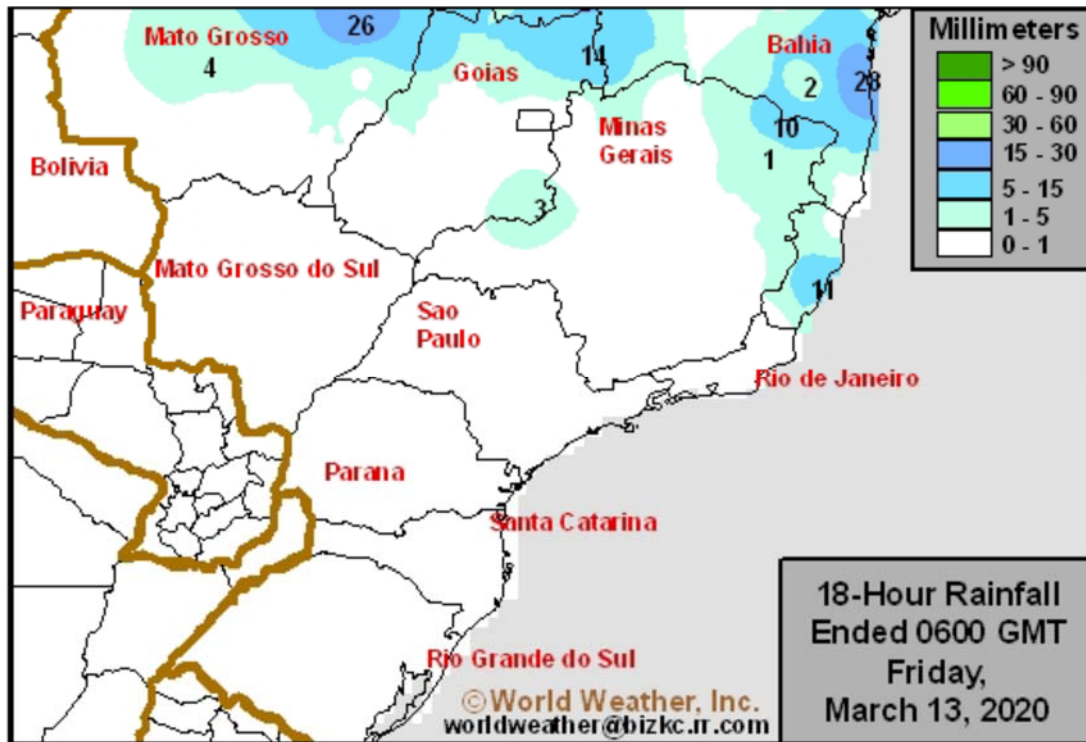 Millimeters
> 90
60 - 90
30 - 60
15 - 30
5 - 15
1 - 5
0 - 1
26
Mato Grosso
4
Goias
14
Bahia
2
28
10
Minas
Gerais
1
Bolivia
3
Mato Grosso do Sul
11
Paraguay
Sao
Paulo
Rio de Janeiro
Parana
Santa Catarina
Rio Grande do Sul
©World Weather, Inc.
worldweather@bizkc.rr.com
18-Hour Rainfall
Ended 0600 GMT
Friday,
March 13, 2020